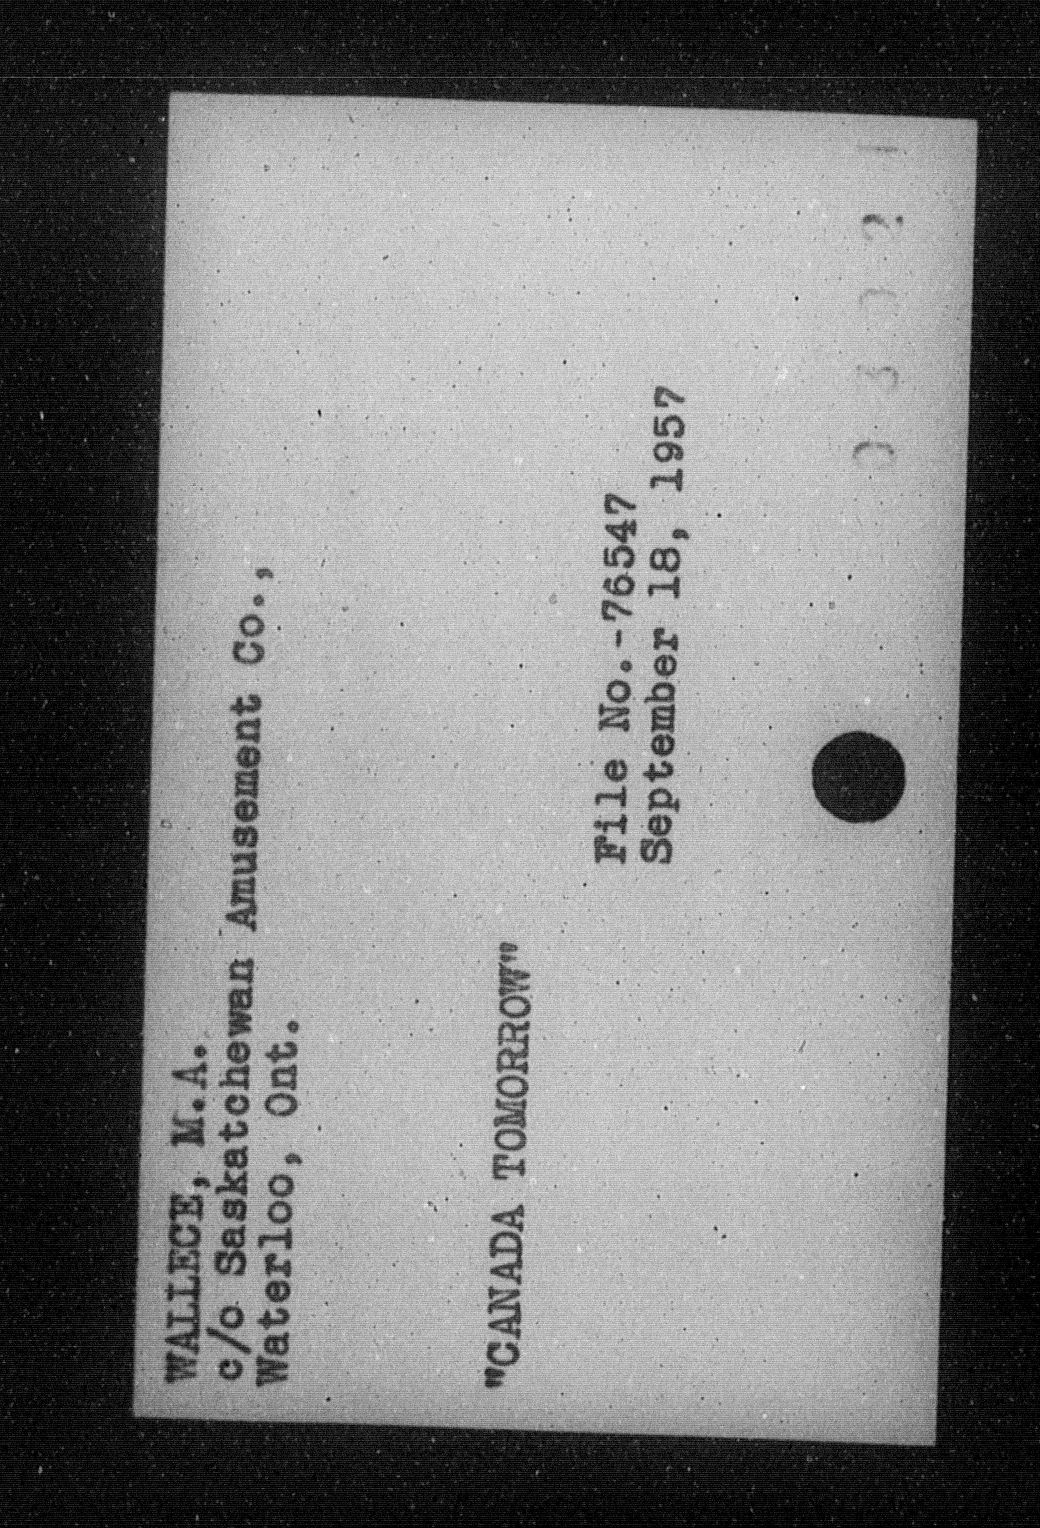 WALLECE, M.A.
c/o Saskatchewan Amusement Co.,
Waterloo, Ont.
"CANADA TOMORROW"
File No.-76547
September 18, 1957